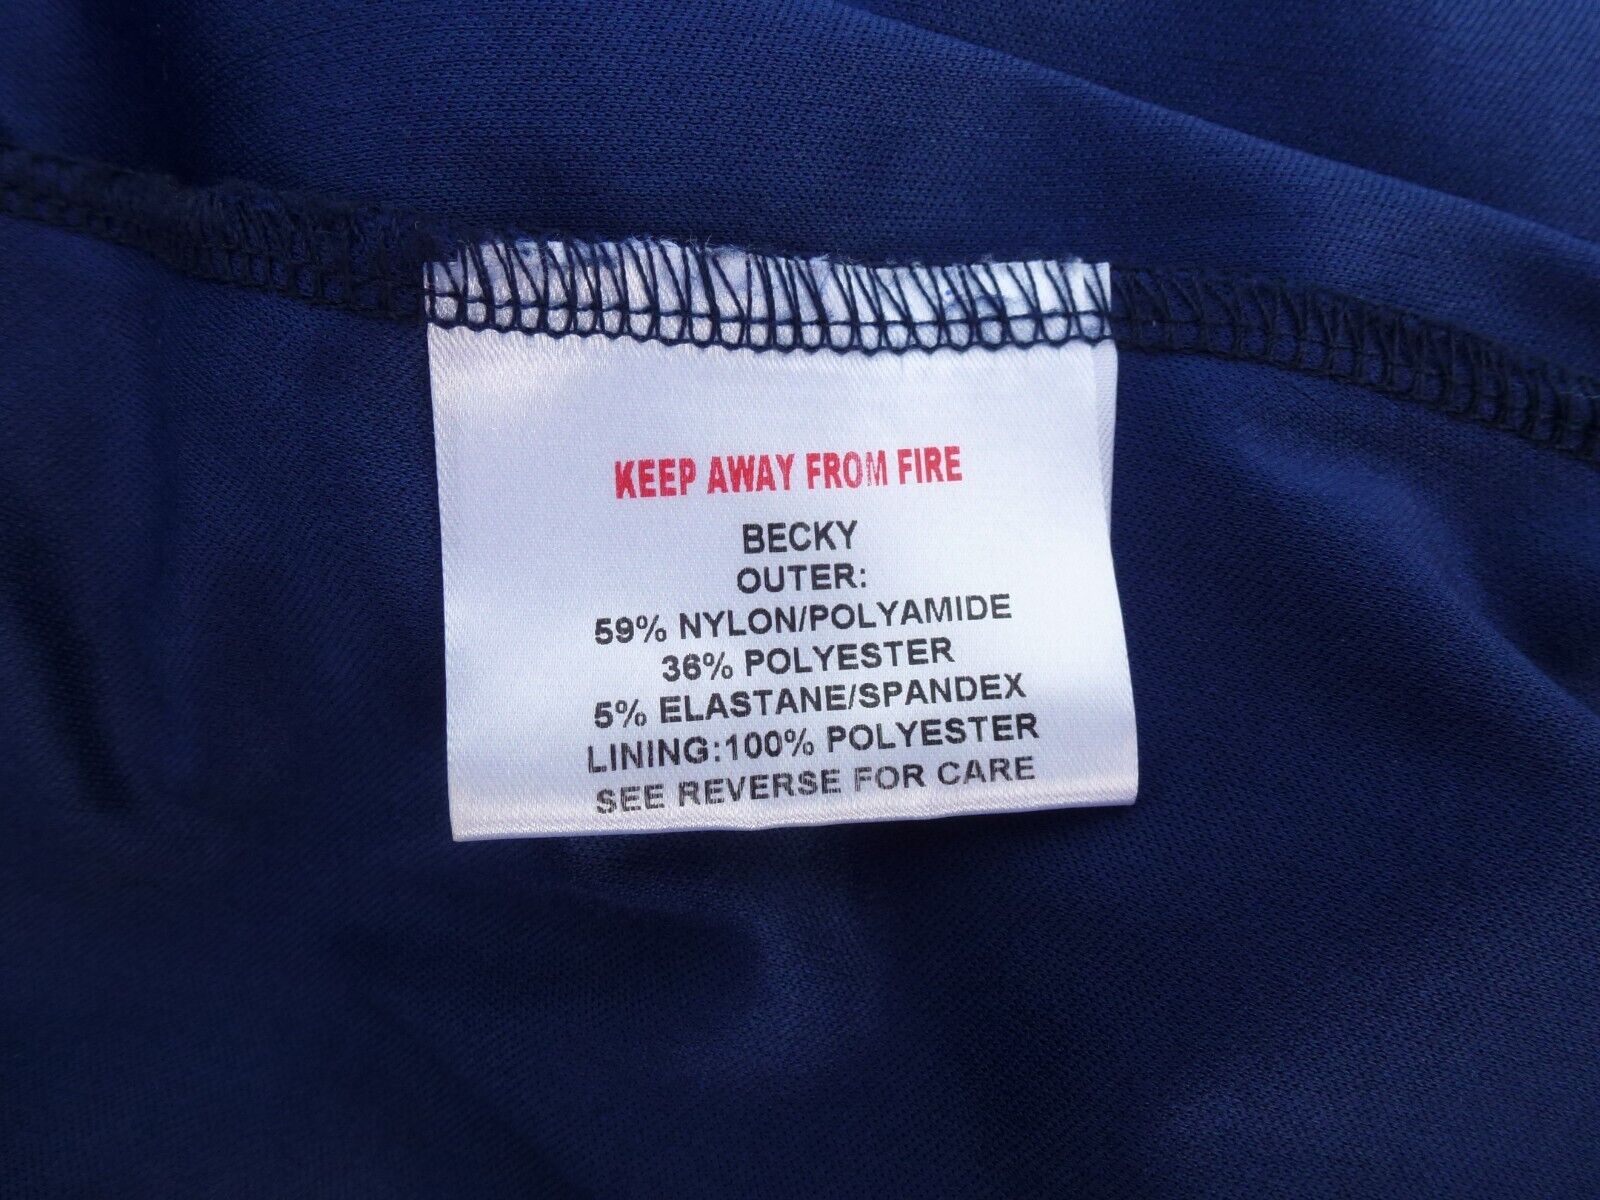 KEEP AWAY FROM FIRE
BECKY
OUTER:
59% NYLON/POLYAMIDE
36% POLYESTER
5% ELASTANE/SPANDEX
LINING:100% POLYESTER
SEE REVERSE FOR CARE